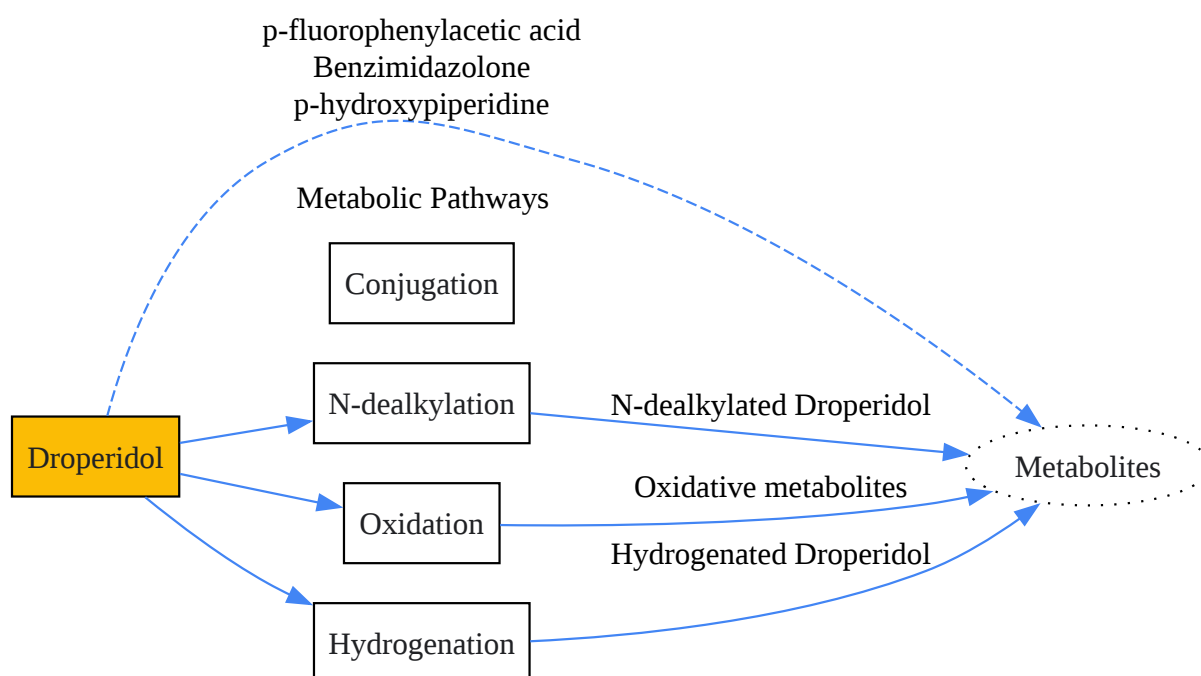 p-fluorophenylacetic acid
Benzimidazolone
p-hydroxypiperidine
Metabolic Pathways
Conjugation
N-dealkylation
N-dealkylated Droperidol
Droperidol
Metabolites
Oxidative metabolites
Oxidation
Hydrogenated Droperidol
Hydrogenation